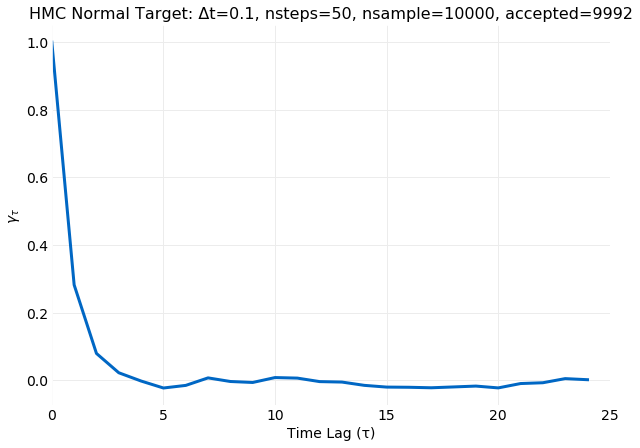 HMC Normal Target: Δt=0.1, nsteps=50, nsample=10000, accepted=9992
1.0
0.8
0.6
0.4
0.2
0.0
γτ
0 5 10 15 20 25
Time Lag (τ)